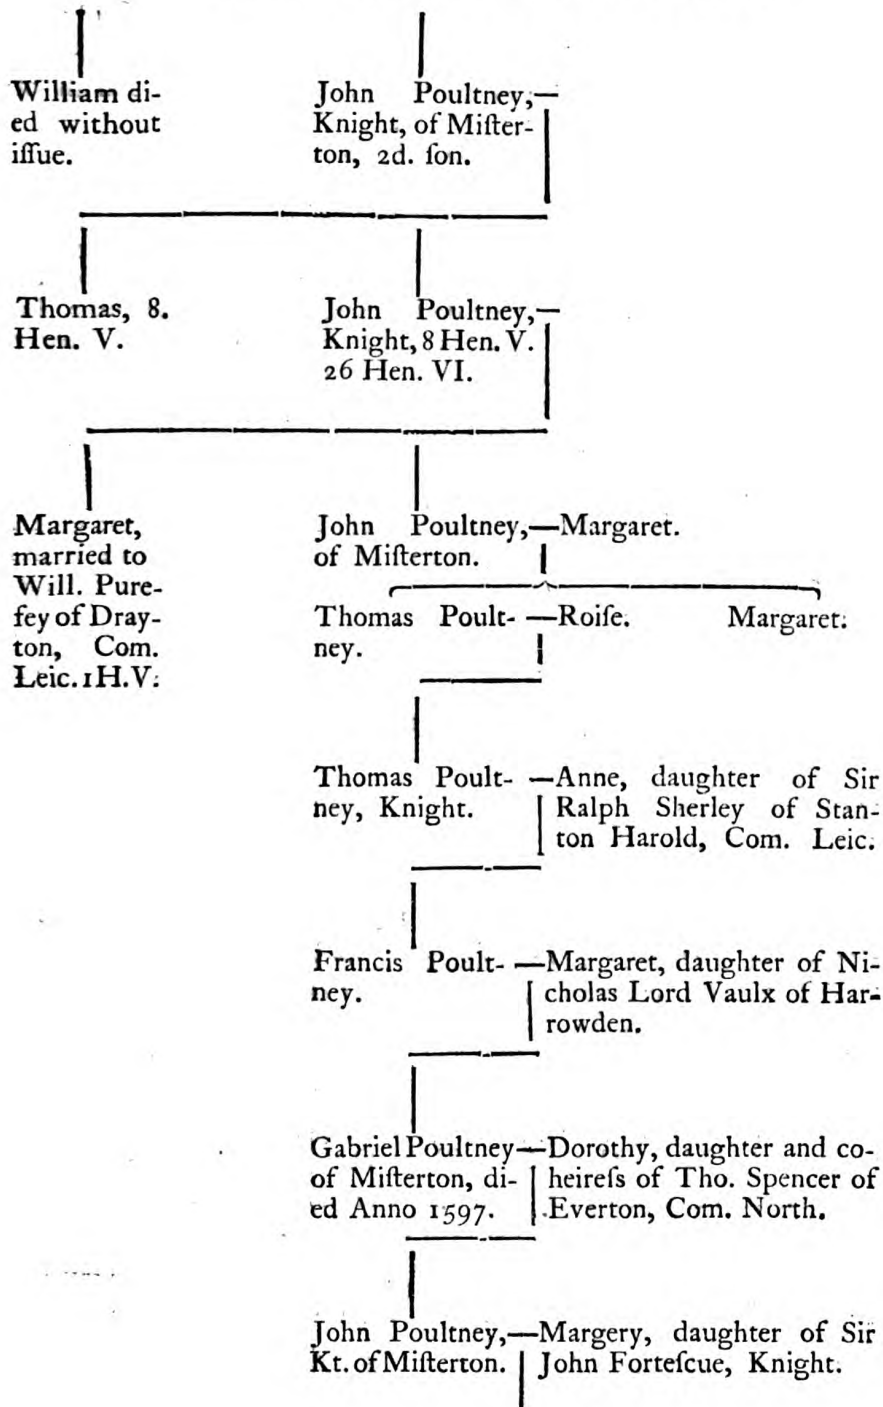 William di-
ed without
iſſue.
John Poultney,—
Knight, of Miſter-
ton, 2d. ſon.
Thomas, 8.
Hen. V.
John Poultney,—
Knight, 8 Hen. V.
26 Hen. VI.
Margaret,
married to
Will. Pure-
fey of Dray-
ton, Com.
Leic. 1H.V.
John Poultney,—Margaret.
of Miſterton.
Thomas Poult- —Roiſe. Margaret.
ney.
Thomas Poult- —Anne, daughter of Sir
ney, Knight. Ralph Sherley of Stan-
ton Harold, Com. Leic.
Francis Poult- —Margaret, daughter of Ni-
ney. cholas Lord Vaulx of Har-
rowden.
Gabriel Poultney—Dorothy, daughter and co-
of Miſterton, di- heireſs of Tho. Spencer of
ed Anno 1597. Everton, Com. North.
John Poultney,—Margery, daughter of Sir
Kt. of Miſterton. John Forteſcue, Knight.